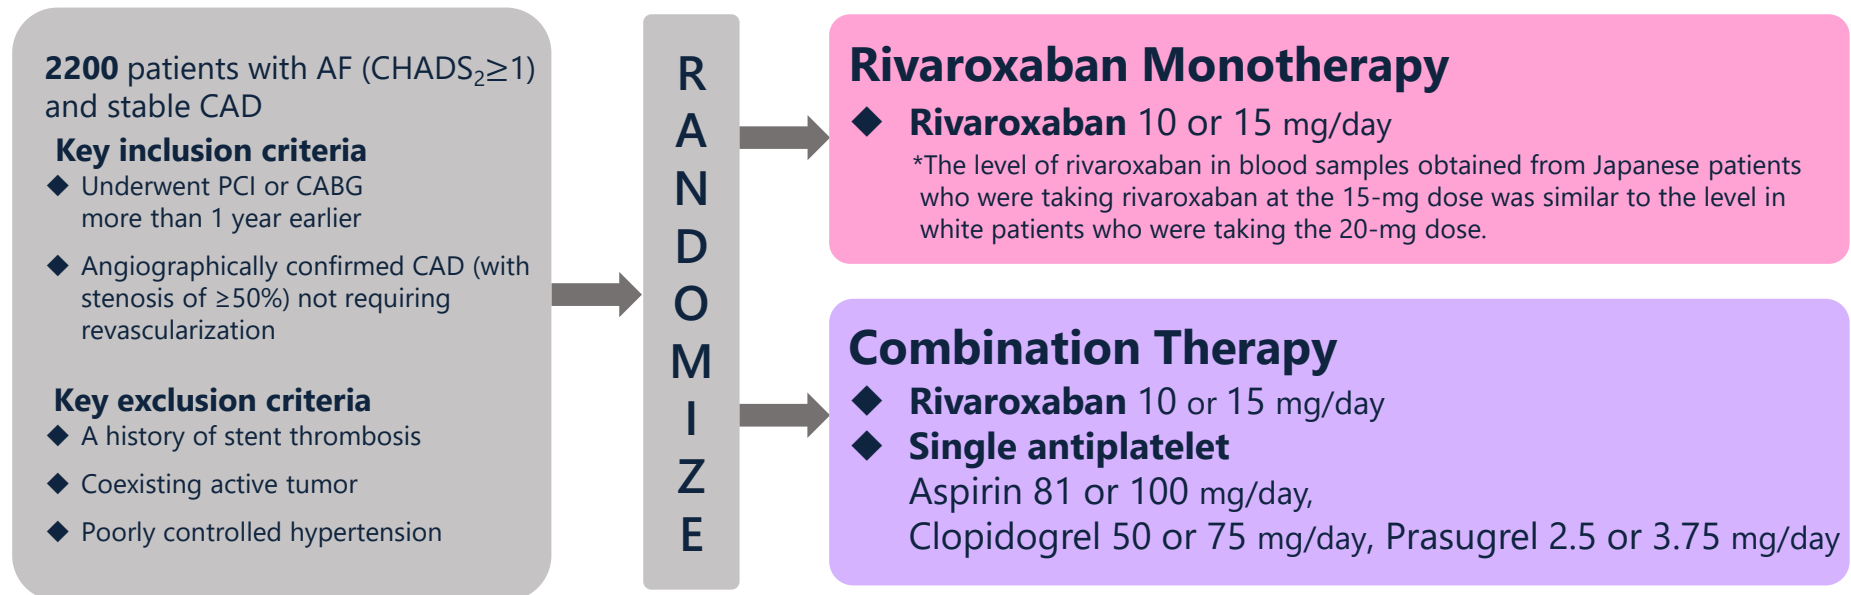 2200 patients with AF (CHADS₂≥1)
and stable CAD
Key inclusion criteria
◆ Underwent PCI or CABG
more than 1 year earlier
◆ Angiographically confirmed CAD (with
stenosis of ≥50%) not requiring
revascularization
Key exclusion criteria
◆ A history of stent thrombosis
◆ Coexisting active tumor
◆ Poorly controlled hypertension
R
A
N
D
O
M
I
Z
E
Rivaroxaban Monotherapy
◆ Rivaroxaban 10 or 15 mg/day
*The level of rivaroxaban in blood samples obtained from Japanese patients
who were taking rivaroxaban at the 15-mg dose was similar to the level in
white patients who were taking the 20-mg dose.
Combination Therapy
◆ Rivaroxaban 10 or 15 mg/day
◆ Single antiplatelet
Aspirin 81 or 100 mg/day,
Clopidogrel 50 or 75 mg/day, Prasugrel 2.5 or 3.75 mg/day